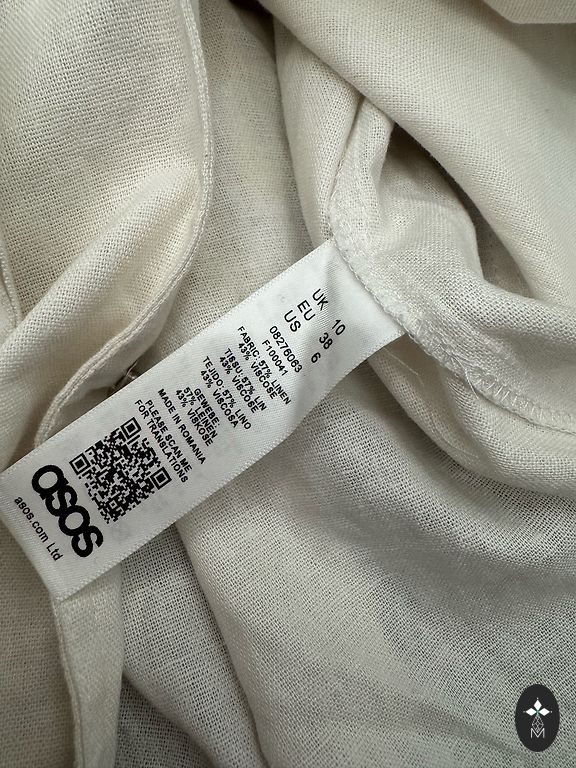 UK 10
EU 38
US 6
08276063
F100041
FABRIC: 57% LINEN
43% VISCOSE
TISSU: 57% LIN
43% VISCOSE
TEJIDO: 57% LINO
43% VISCOSA
GEWEBE:
57% LEINEN
43% VISKOSE
MADE IN ROMANIA
PLEASE SCAN ME
FOR TRANSLATIONS
asos
asos.com Ltd
M